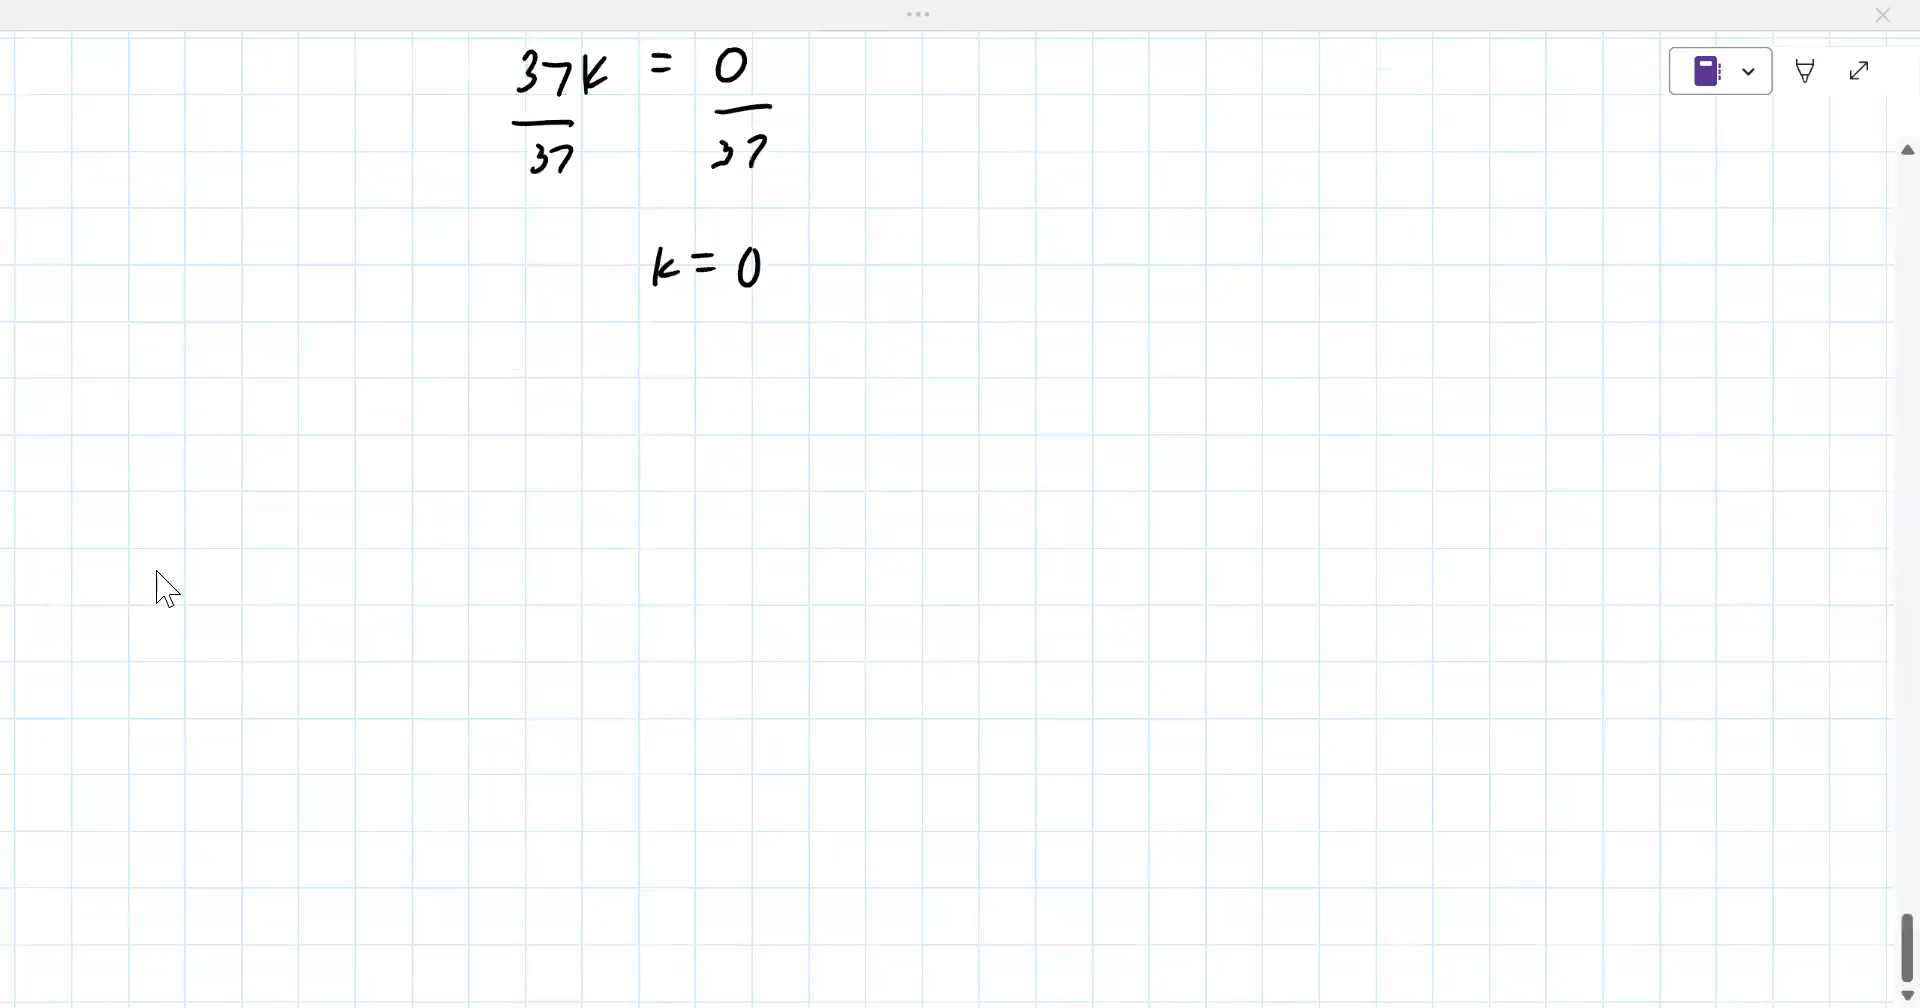 37k = 0
37 37
k = 0